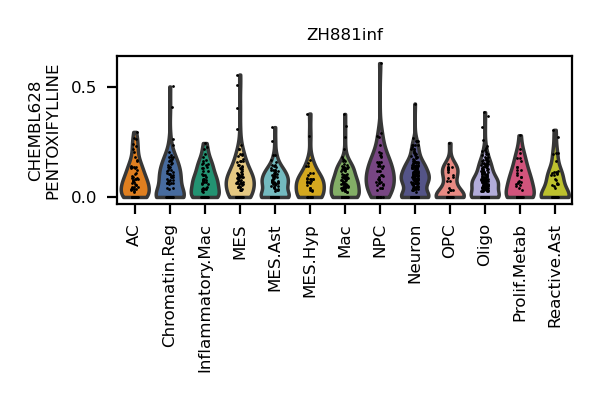 ZH881inf
CHEMBL628
PENTOXIFYLLINE
0.5
0.0
AC
Chromatin.Reg
Inflammatory.Mac
MES
MES.Ast
MES.Hyp
Mac
NPC
Neuron
OPC
Oligo
Prolif.Metab
Reactive.Ast